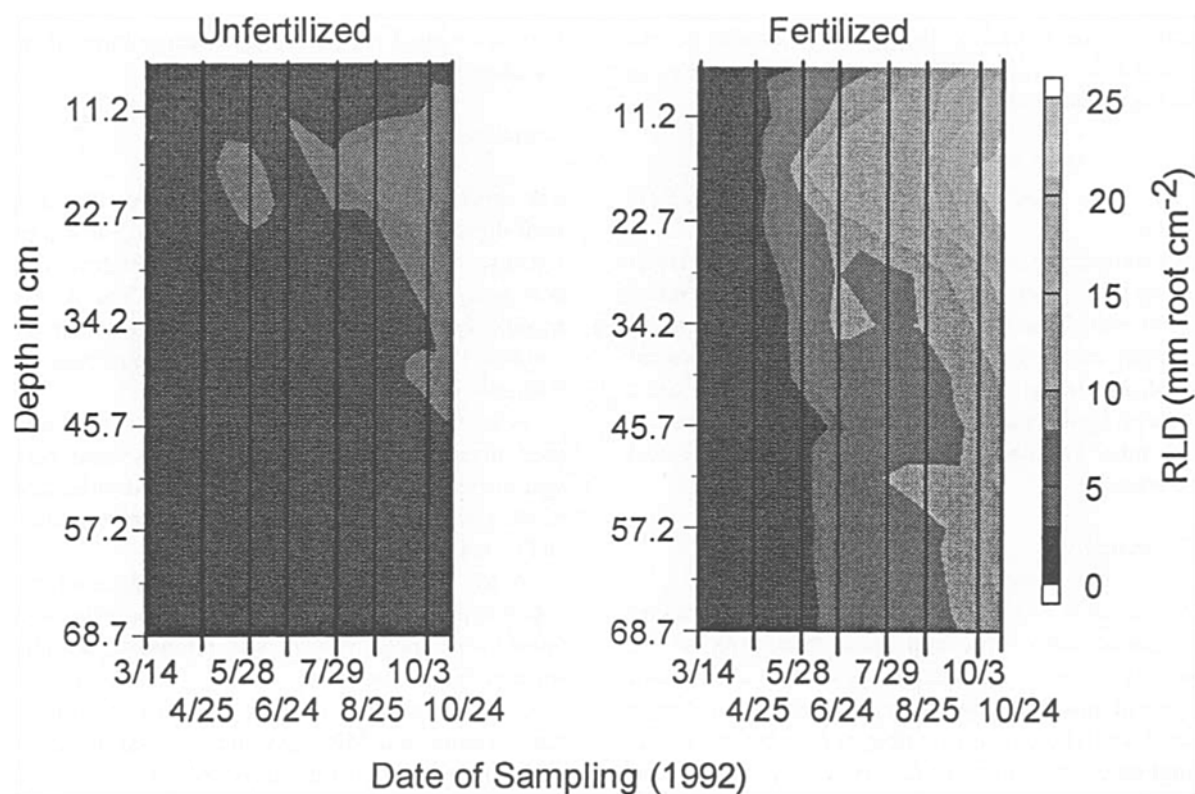 Unfertilized
Fertilized
Depth in cm
11.2
22.7
34.2
45.7
57.2
68.7
3/14 5/28 7/29 10/3
4/25 6/24 8/25 10/24
11.2
22.7
34.2
45.7
57.2
68.7
3/14 5/28 7/29 10/3
4/25 6/24 8/25 10/24
25
20
15
10
5
0
RLD (mm root cm-2)
Date of Sampling (1992)